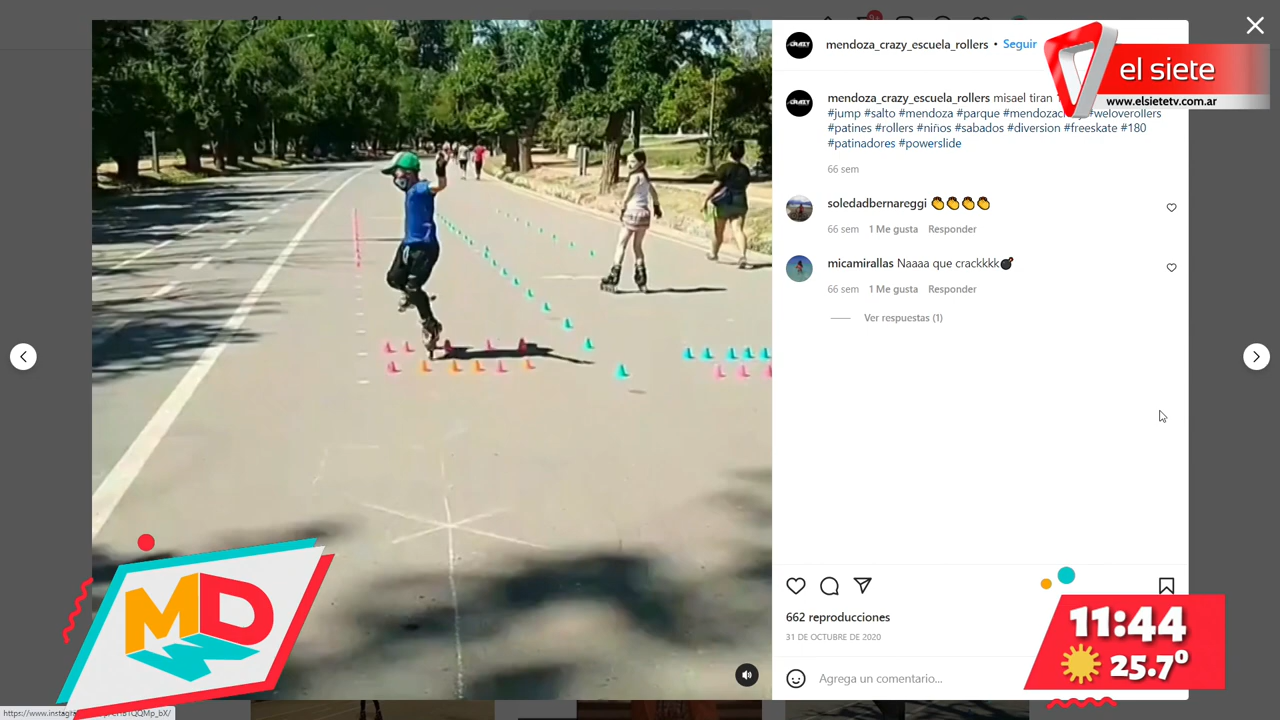 mendoza_crazy_escuela_rollers • Seguir
el siete
www.elsietetv.com.ar
mendoza_crazy_escuela_rollers misael tiran
#jump #salto #mendoza #parque #weloverollers
#patines #rollers #niños #sabados #diversion #freeskate #180
#patinadores #powerslide
66 sem
soledadbernareggi 👏👏👏👏
66 sem 1 Me gusta Responder
micamirallas Naaaa que crackkkk💣
66 sem 1 Me gusta Responder
Ver respuestas (1)
662 reproducciones
31 DE OCTUBRE DE 2020
Agrega un comentario...
MD
11:44
25.7º